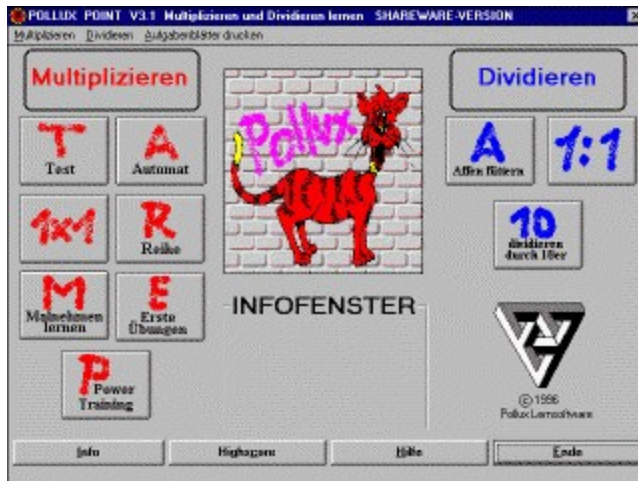 POLLUX POINT V3.1 Multiplizieren und Dividieren lernen SHAREWARE-VERSION
Multiplizieren Dividieren Aufgabenblätter drucken
Multiplizieren
Dividieren
Pollux
T
Test
A
Automat
A
Affen füttern
1:1
1x1
R
Reihe
10
dividieren
durch 10er
M
Malnehmen
lernen
E
Erste
Übungen
INFOFENSTER
P
Power
Training
© 1996
Pollux Lernsoftware
Info Highscore Hilfe Ende